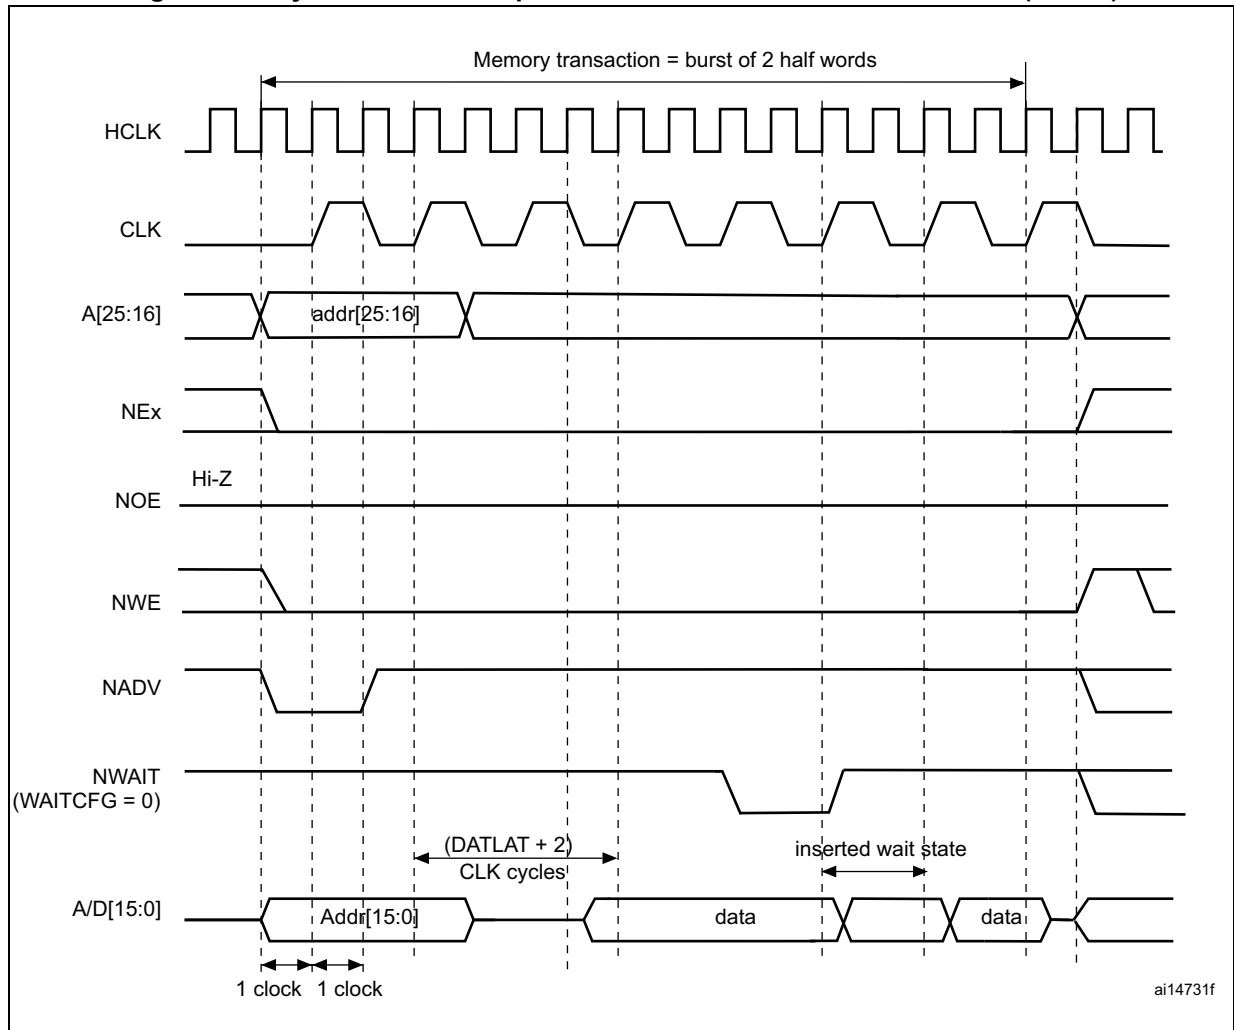 Memory transaction = burst of 2 half words
HCLK
CLK
A[25:16]
addr[25:16]
NEx
Hi-Z
NOE
NWE
NADV
NWAIT
(WAITCFG = 0)
(DATLAT + 2)
CLK cycles
inserted wait state
A/D[15:0]
Addr[15:0]
data
data
1 clock
1 clock
ai14731f